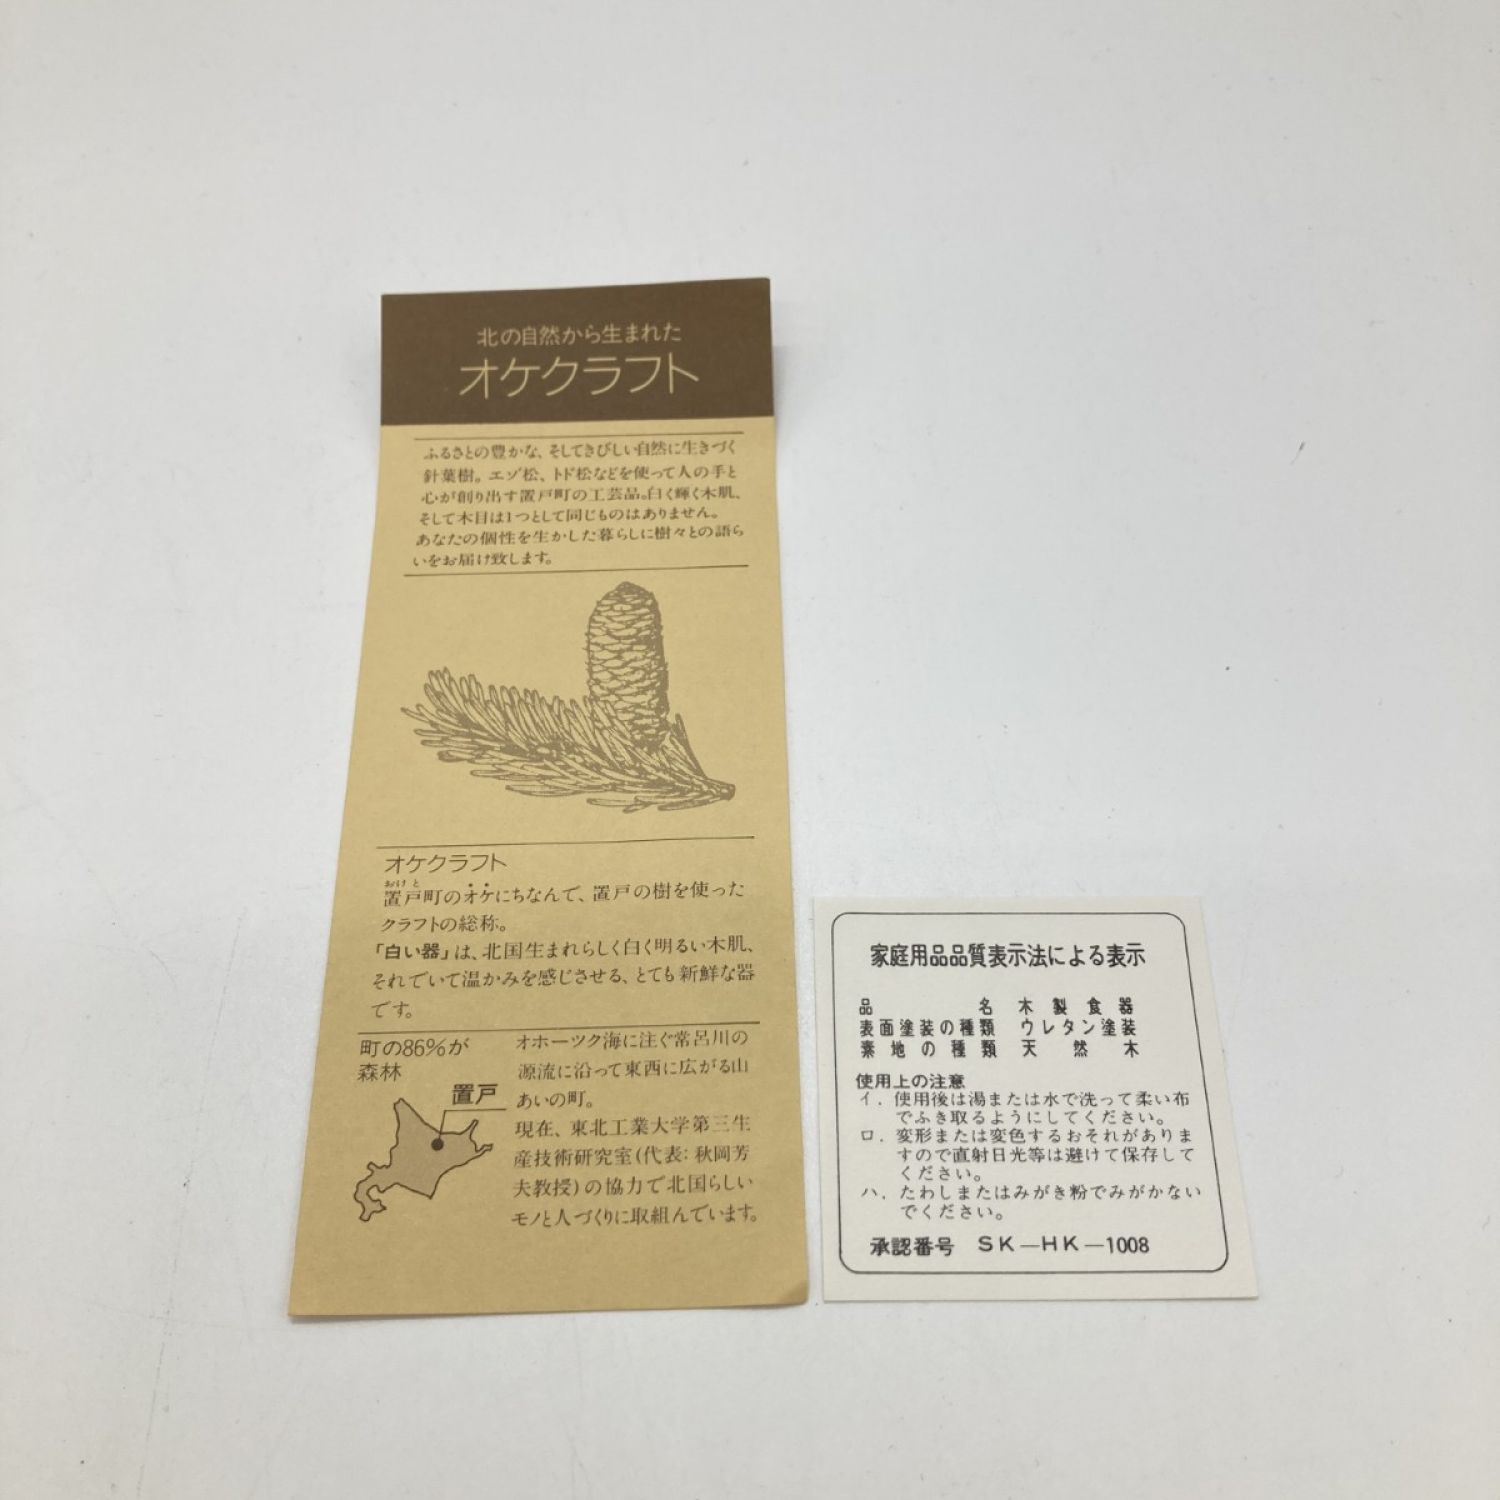 北の自然から生まれた
オケクラフト
ふるさとの豊かな、そしてきびしい自然に生きづく
針葉樹。エゾ松、トド松などを使って人の手と
心が創り出す置戸町の工芸品。白く輝く木肌、
そして木目は1つとして同じものはありません。
あなたの個性を生かした暮らしに樹々との語ら
いをお届け致します。
オケクラフト
おけと
置戸町のオケにちなんで、置戸の樹を使った
クラフトの総称。
「白い器」は、北国生まれらしく白く明るい木肌、
それでいて温かみを感じさせる、とても新鮮な器
です。
町の86%が
森林
置戸
オホーツク海に注ぐ常呂川の
源流に沿って東西に広がる山
あいの町。
現在、東北工業大学第三生
産技術研究室(代表:秋岡芳
夫教授)の協力で北国らしい
モノと人づくりに取組んでいます。
家庭用品品質表示法による表示
品名 木製食器
表面塗装の種類 ウレタン塗装
素地の種類 天然木
使用上の注意
イ. 使用後は湯または水で洗って柔い布
でふき取るようにしてください。
ロ. 変形または変色するおそれがありま
すので直射日光等は避けて保存して
ください。
ハ. たわしまたはみがき粉でみがかない
でください。
承認番号 SK-HK-1008